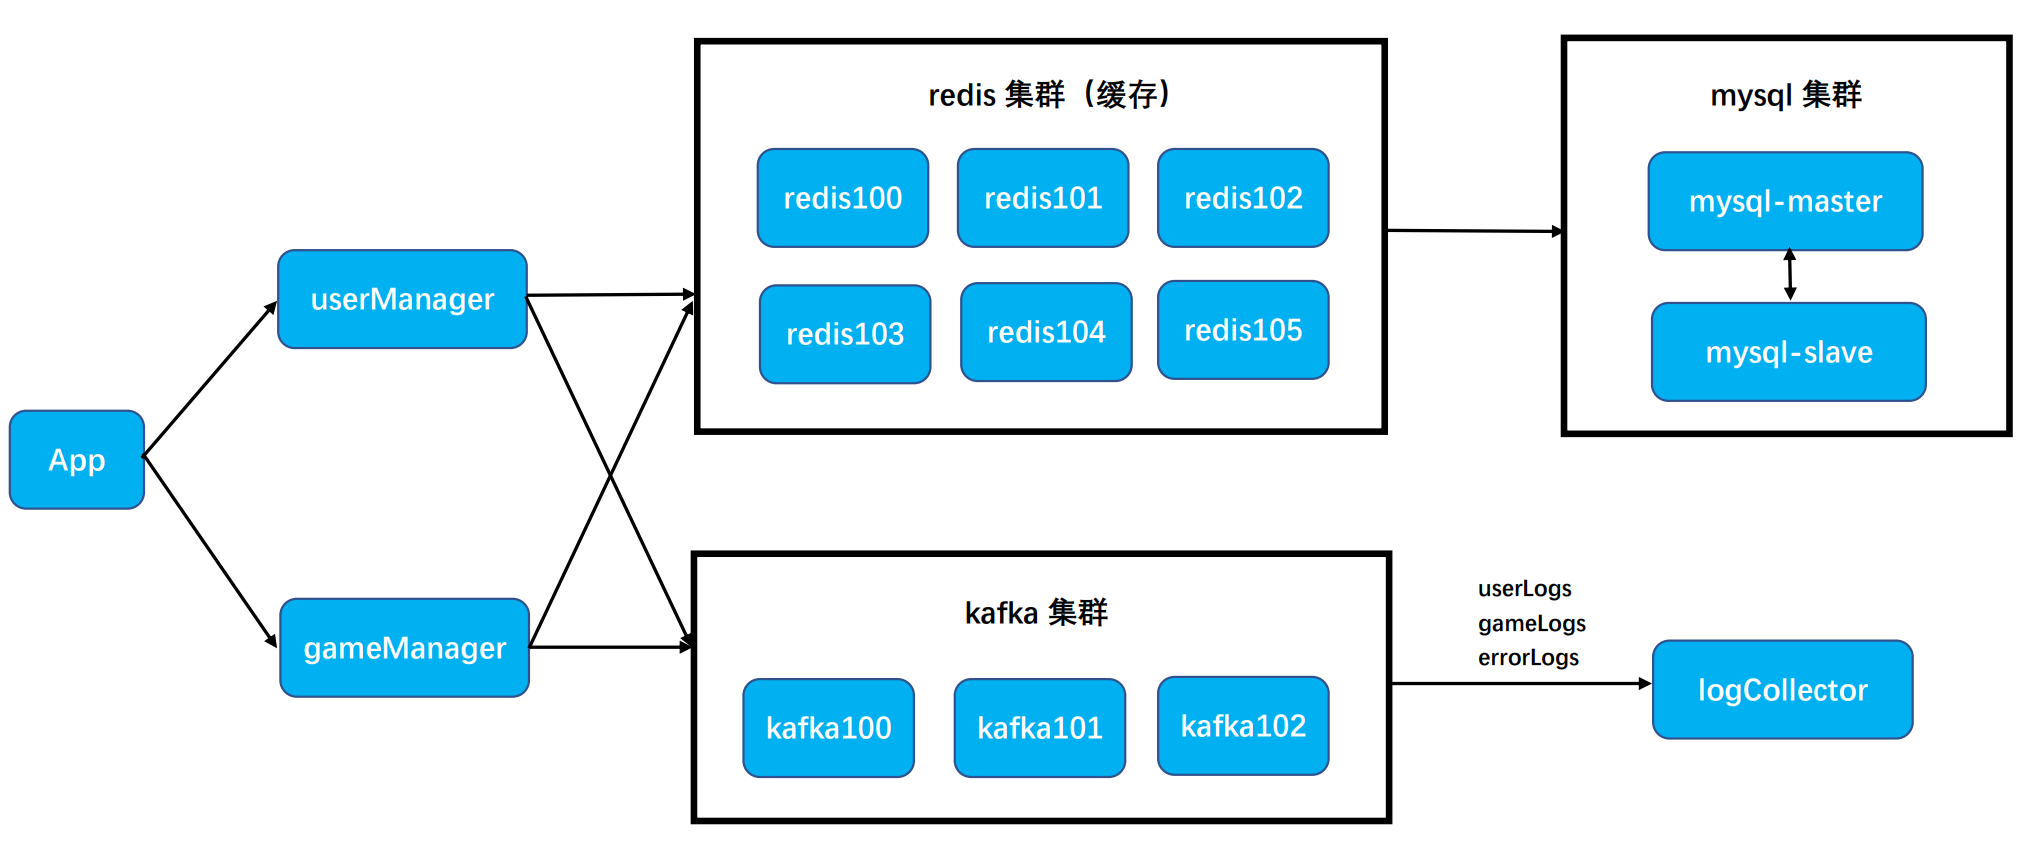 App
userManager
gameManager
redis 集群（缓存）
redis100
redis101
redis102
redis103
redis104
redis105
mysql 集群
mysql-master
mysql-slave
kafka 集群
kafka100
kafka101
kafka102
userLogs
gameLogs
errorLogs
logCollector